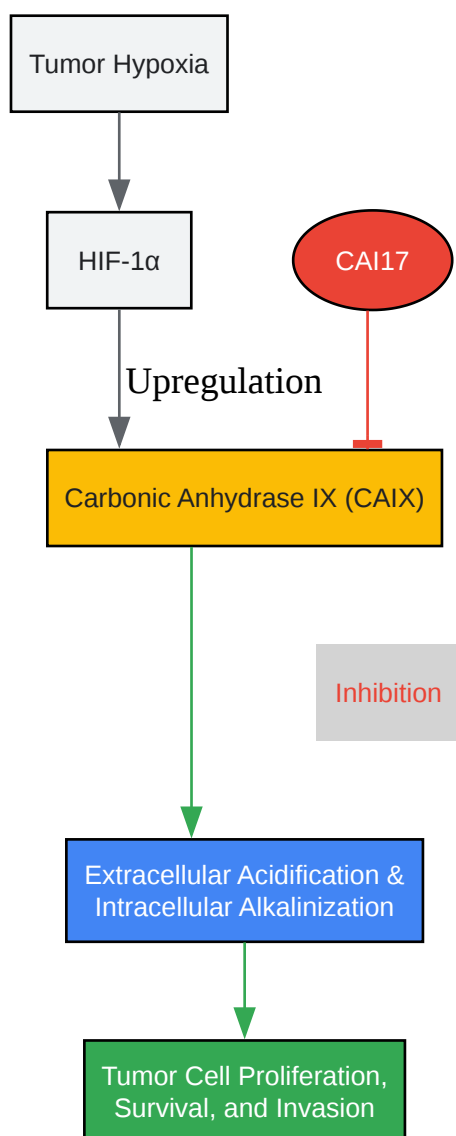 Tumor Hypoxia
HIF-1α
CAI17
Upregulation
Carbonic Anhydrase IX (CAIX)
Inhibition
Extracellular Acidification &
Intracellular Alkalinization
Tumor Cell Proliferation,
Survival, and Invasion